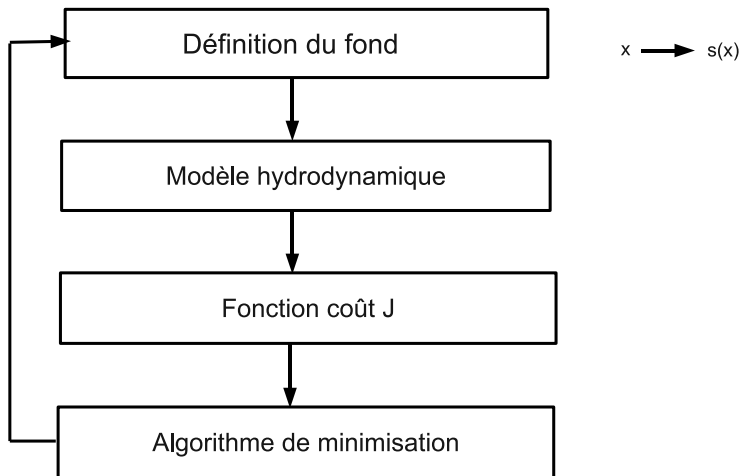 Définition du fond
x → s(x)
Modèle hydrodynamique
Fonction coût J
Algorithme de minimisation